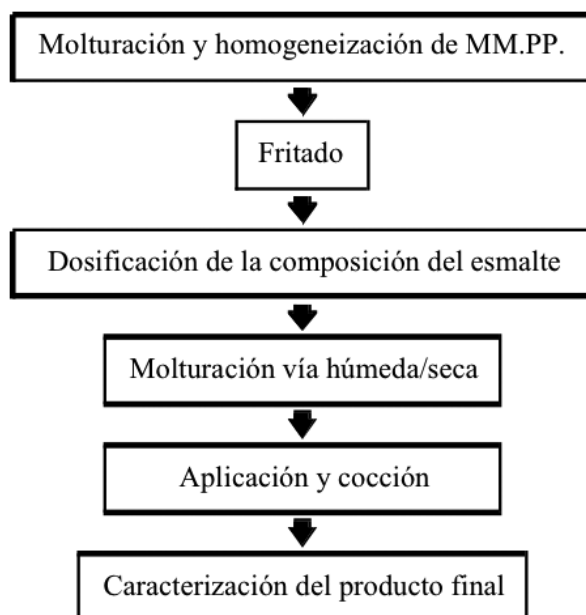 Molturación y homogeneización de MM.PP.
Fritado
Dosificación de la composición del esmalte
Molturación vía húmeda/seca
Aplicación y cocción
Caracterización del producto final